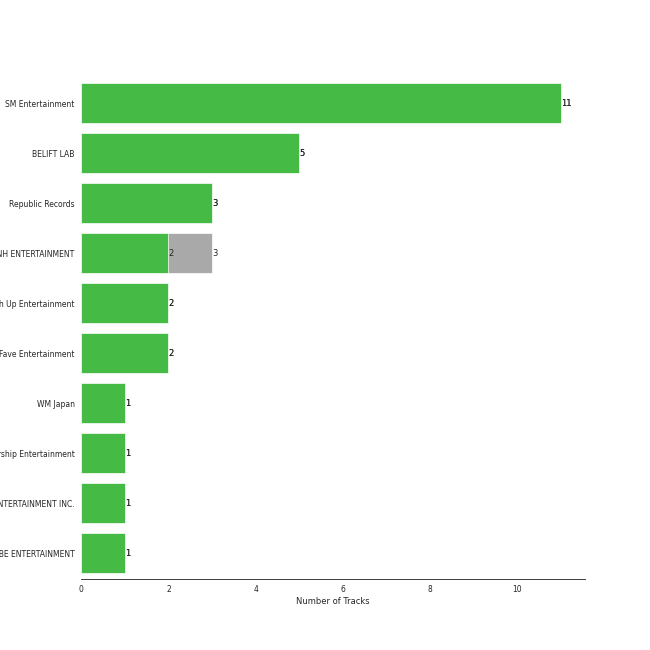 SM Entertainment 11
BELIFT LAB 5
Republic Records 3
NH ENTERTAINMENT 2 3
h Up Entertainment 2
Fave Entertainment 2
WM Japan 1
rship Entertainment 1
NTERTAINMENT INC. 1
BE ENTERTAINMENT 1
0 2 4 6 8 10
Number of Tracks